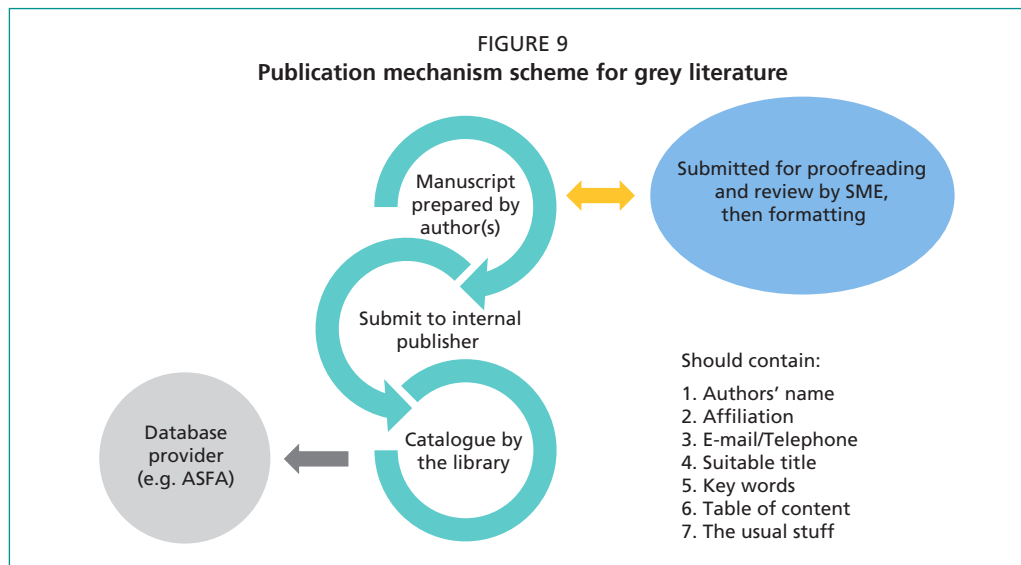 FIGURE 9
Publication mechanism scheme for grey literature
Manuscript
prepared by
author(s)
Submitted for proofreading
and review by SME,
then formatting
Submit to internal
publisher
Catalogue by
the library
Database
provider
(e.g. ASFA)
Should contain:
1. Authors’ name
2. Affiliation
3. E-mail/Telephone
4. Suitable title
5. Key words
6. Table of content
7. The usual stuff